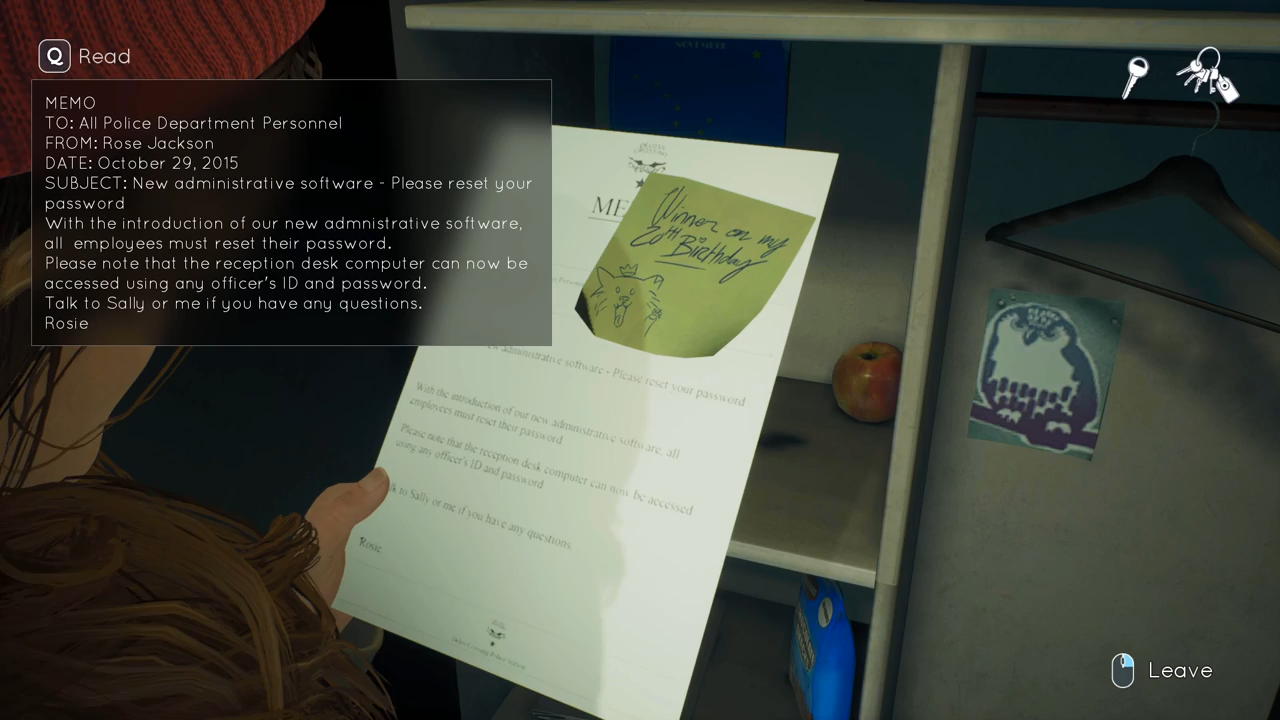 Q Read
MEMO
TO: All Police Department Personnel
FROM: Rose Jackson
DATE: October 29, 2015
SUBJECT: New administrative software - Please reset your
password
With the introduction of our new admnistrative software,
all employees must reset their password.
Please note that the reception desk computer can now be
accessed using any officer's ID and password.
Talk to Sally or me if you have any questions.
Rosie
NOVEMBER
ME
Winner on my
20th
Birthday
administrative software - Please reset your password
With the introduction of our new administrative software, all
employees must reset their password
Please note that the reception desk computer can now be accessed
using any officer's ID and password
to Sally or me if you have any questions.
Rosie
Leave